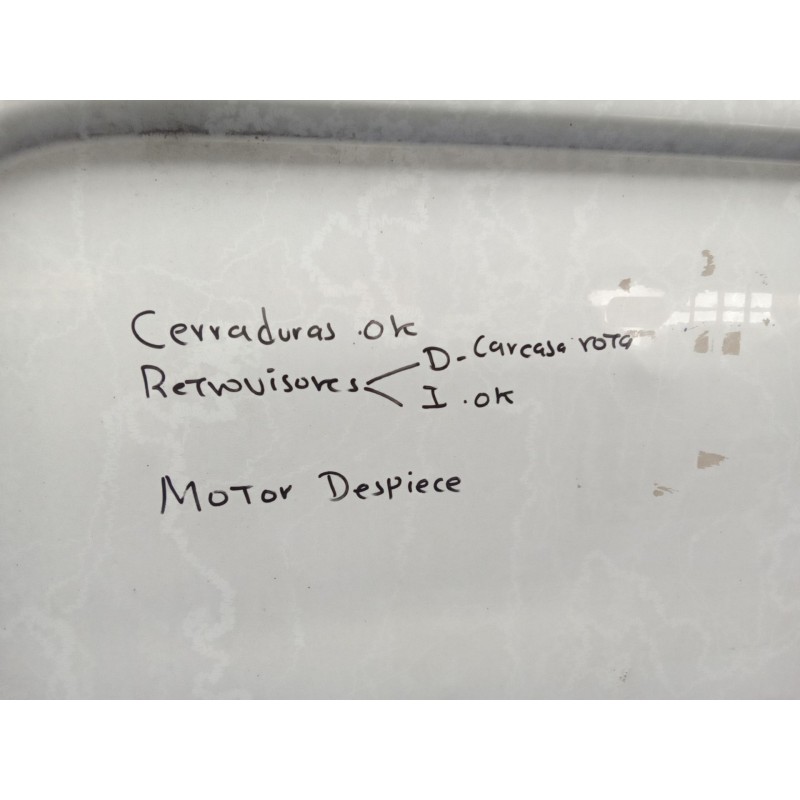 Cerraduras .ok
Retrovisores < D - Carcasa rota
I . ok
Motor Despiece